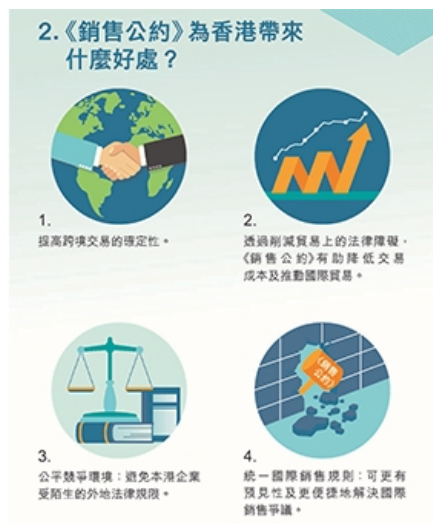 2.《銷售公約》為香港帶來
什麼好處？
1.
提高跨境交易的確定性。
2.
透過削減貿易上的法律障礙，
《銷售公約》有助降低交易
成本及推動國際貿易。
3.
公平競爭環境：避免本港企業
受陌生的外地法律規限。
《銷售
公約》
4.
統一國際銷售規則：可更有
預見性及更便捷地解決國際
銷售爭議。